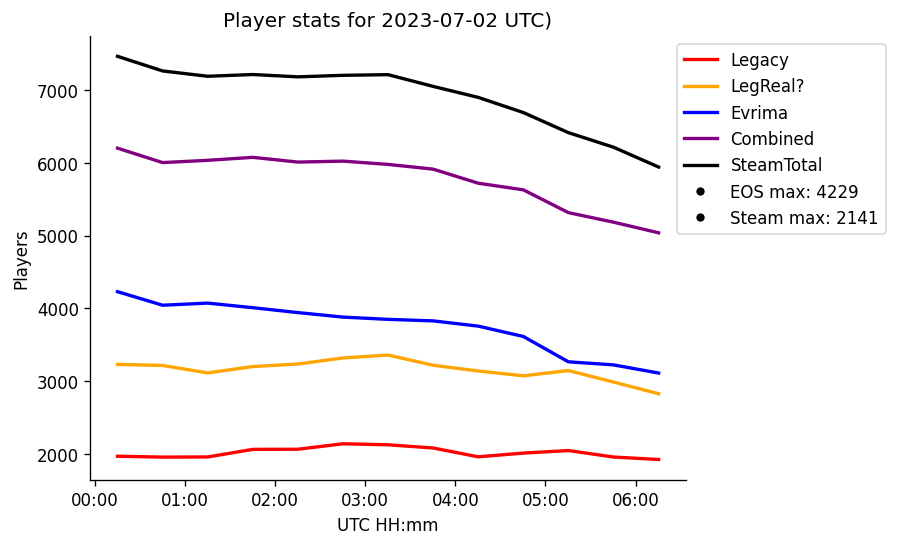 Player stats for 2023-07-02 UTC)
Players
7000
6000
5000
4000
3000
2000
00:00 01:00 02:00 03:00 04:00 05:00 06:00
UTC HH:mm
Legacy
LegReal?
Evrima
Combined
SteamTotal
EOS max: 4229
Steam max: 2141